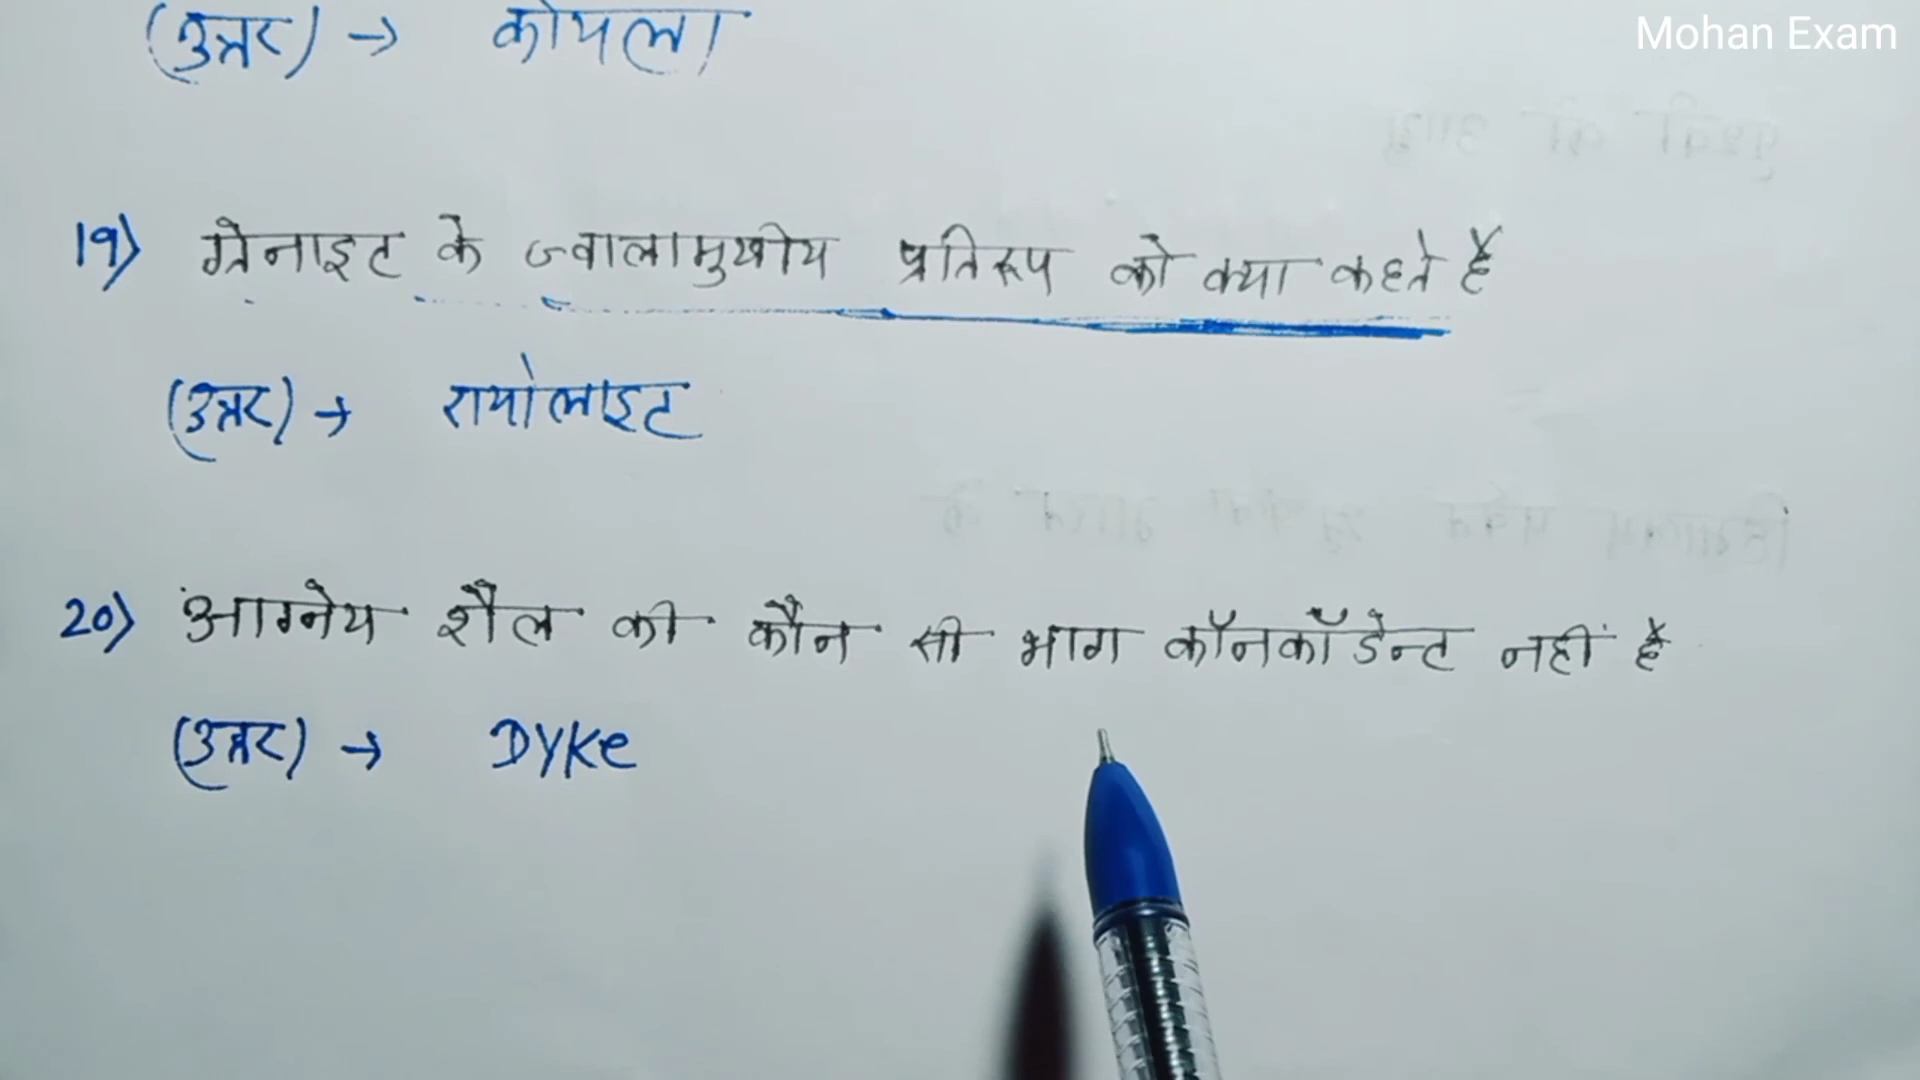 Mohan Exam
(उत्तर) → कोयला
19) ग्रेनाइट के ज्वालामुखीय प्रतिरूप को क्या कहते हैं
(उत्तर) → रायोलाइट
20) आग्नेय शैल की कौन सी भाग कॉनकॉर्डेन्ट नहीं है
(उत्तर) → DYKe